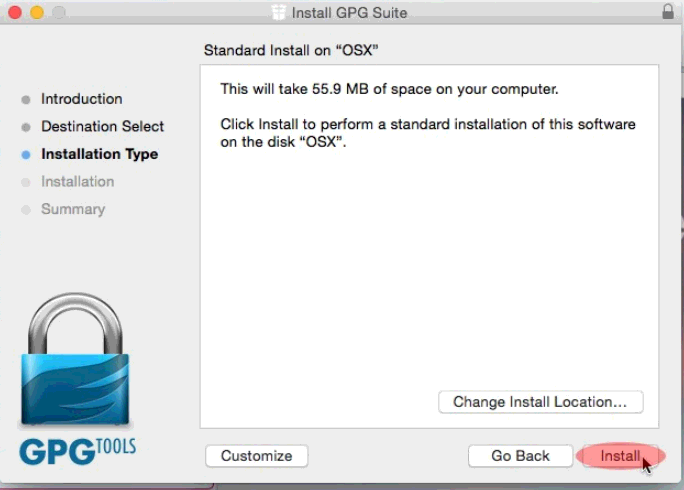 Install GPG Suite
Standard Install on “OSX”
Introduction
Destination Select
Installation Type
Installation
Summary
This will take 55.9 MB of space on your computer.
Click Install to perform a standard installation of this software
on the disk “OSX”.
Change Install Location...
GPGTOOLS
Customize
Go Back
Install